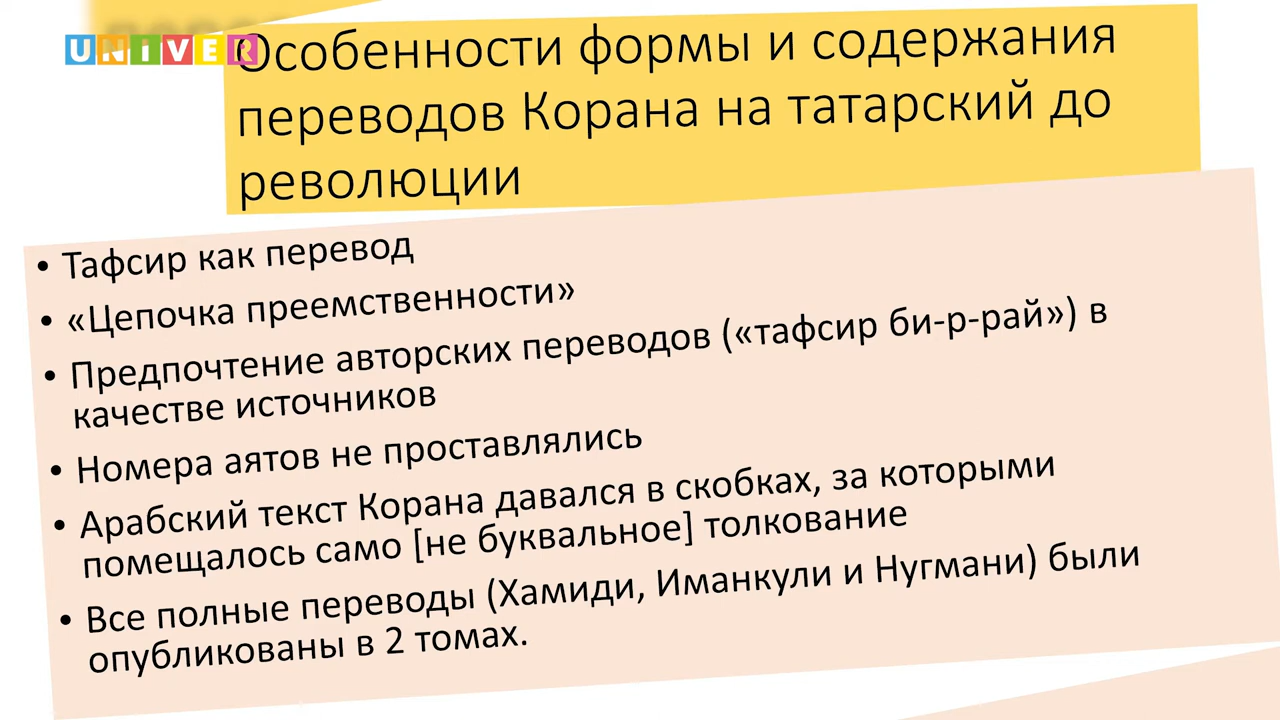 UNIVER
Особенности формы и содержания
переводов Корана на татарский до
революции
• Тафсир как перевод
• «Цепочка преемственности»
• Предпочтение авторских переводов («тафсир би-р-рай») в
качестве источников
• Номера аятов не проставлялись
• Арабский текст Корана давался в скобках, за которыми
помещалось само [не буквальное] толкование
• Все полные переводы (Хамиди, Иманкули и Нугмани) были
опубликованы в 2 томах.